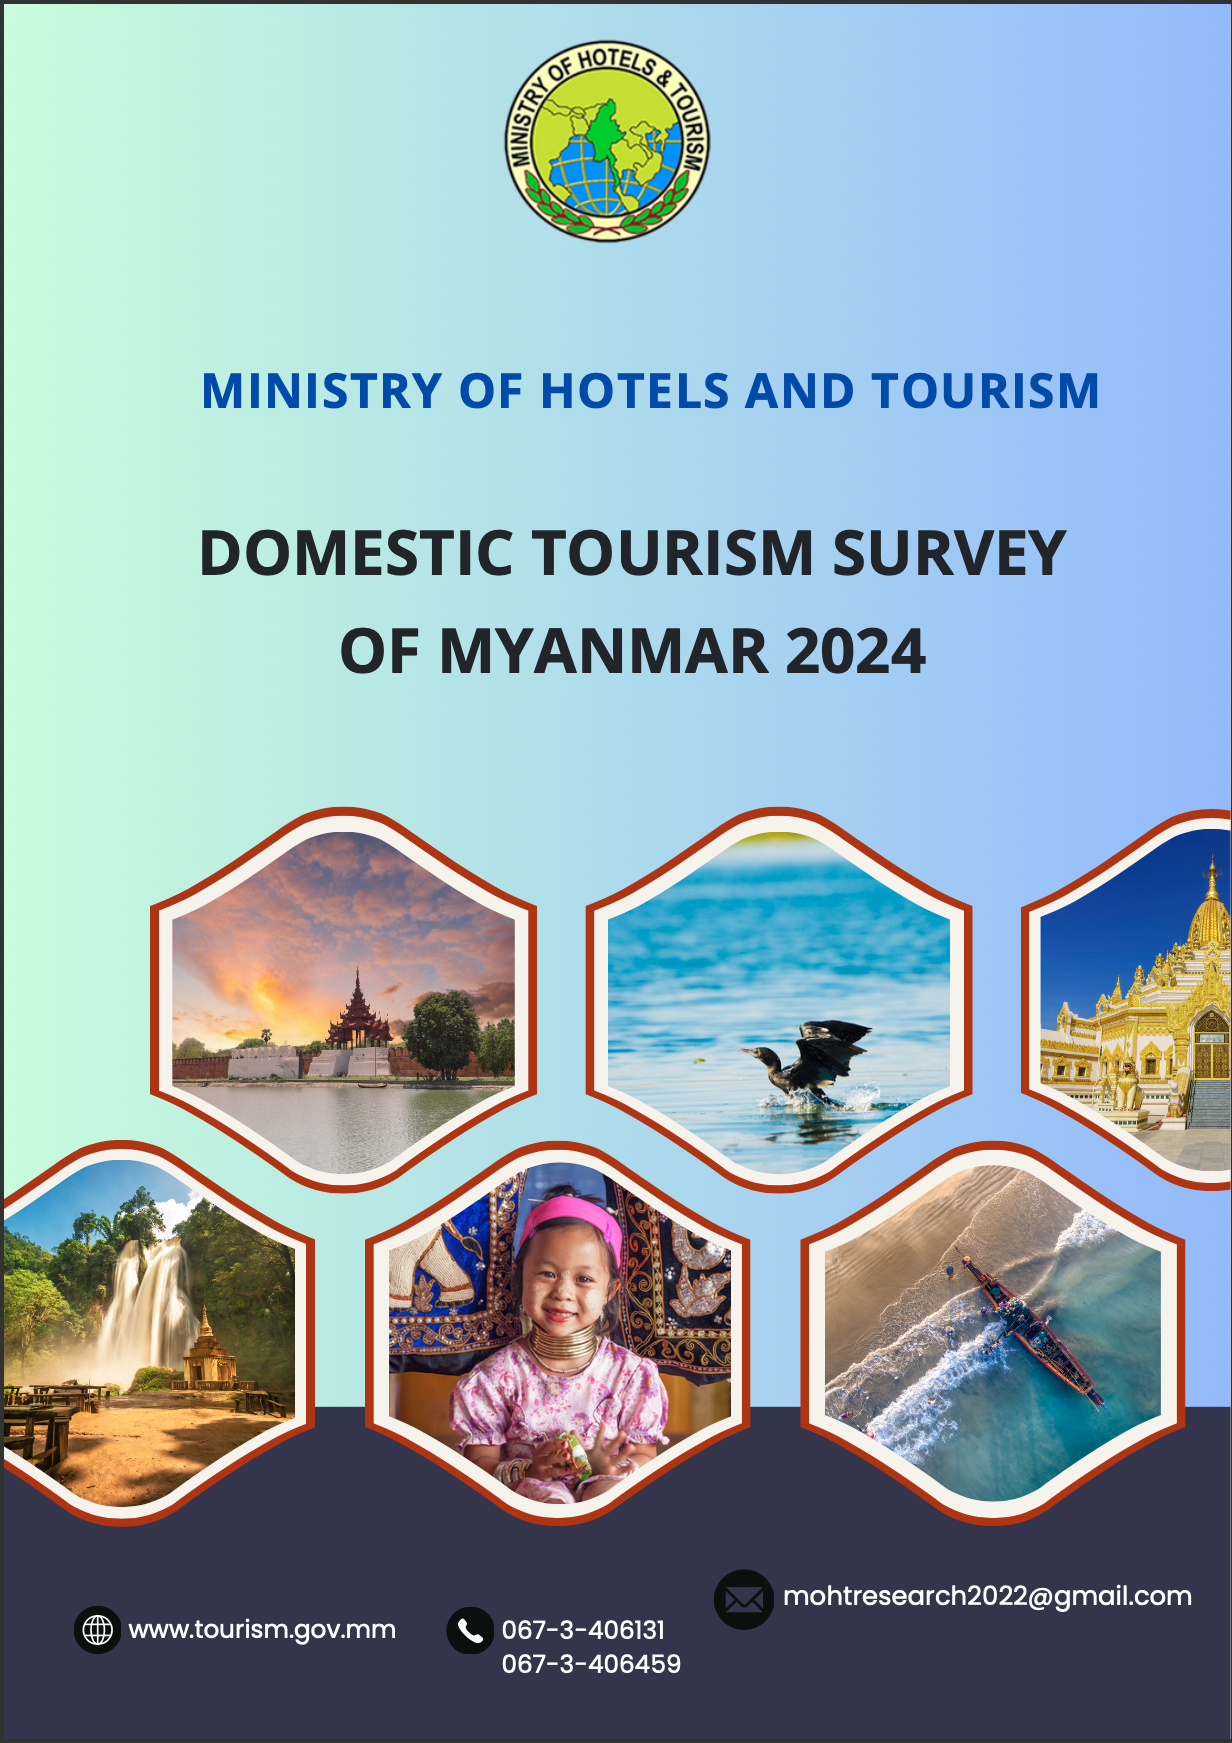 MINISTRY OF HOTELS & TOURISM
MINISTRY OF HOTELS AND TOURISM
DOMESTIC TOURISM SURVEY
OF MYANMAR 2024
mohtresearch2022@gmail.com
www.tourism.gov.mm
067-3-406131
067-3-406459